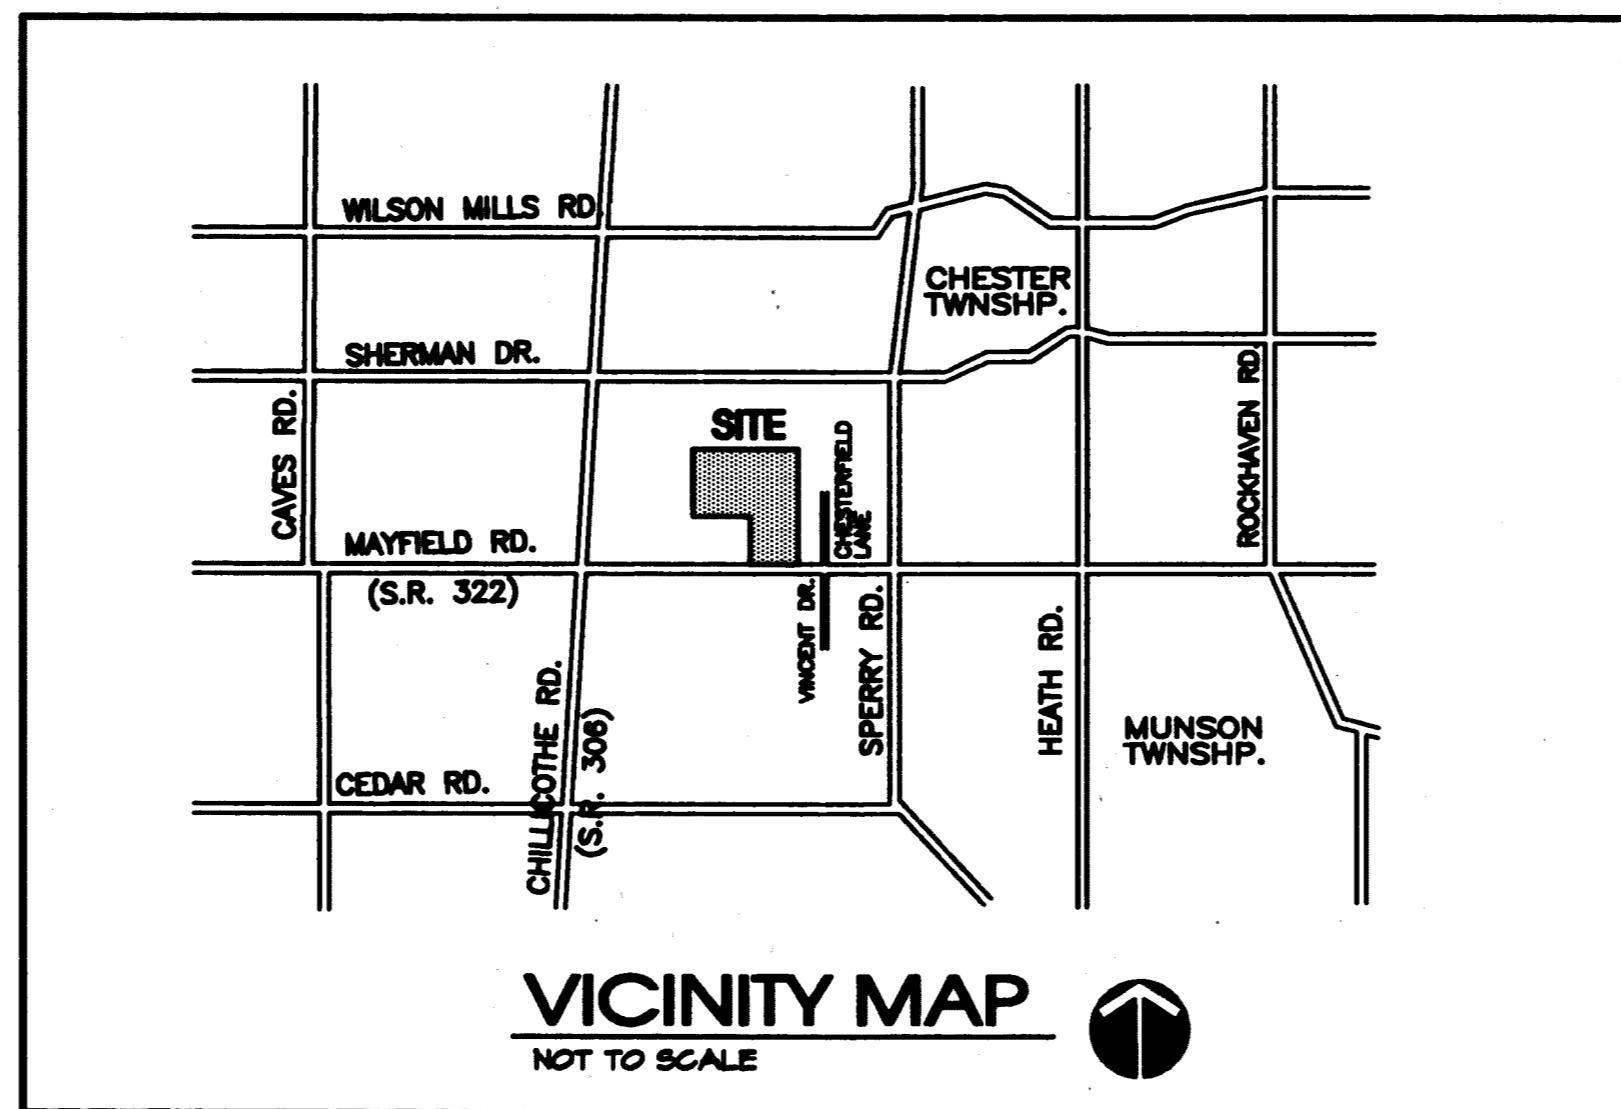 WILSON MILLS RD.
CHESTER
TWNSHP.
SHERMAN DR.
CAVES RD.
SITE
CHESTERFIELD
LANE
ROCKHAVEN RD.
MAYFIELD RD.
(S.R. 322)
VINCENT DR.
SPERRY RD.
HEATH RD.
CHILLICOTHE RD.
(S.R. 306)
MUNSON
TWNSHP.
CEDAR RD.
VICINITY MAP
NOT TO SCALE